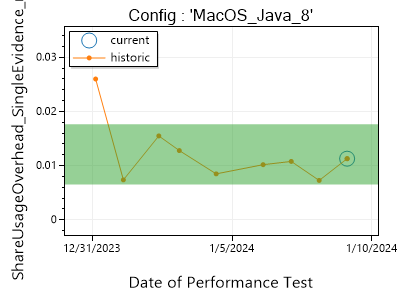 Config : 'MacOS_Java_8'
current
historic
ShareUsageOverhead_SingleEvidence_
0.03
0.02
0.01
0
12/31/2023
1/5/2024
1/10/2024
Date of Performance Test